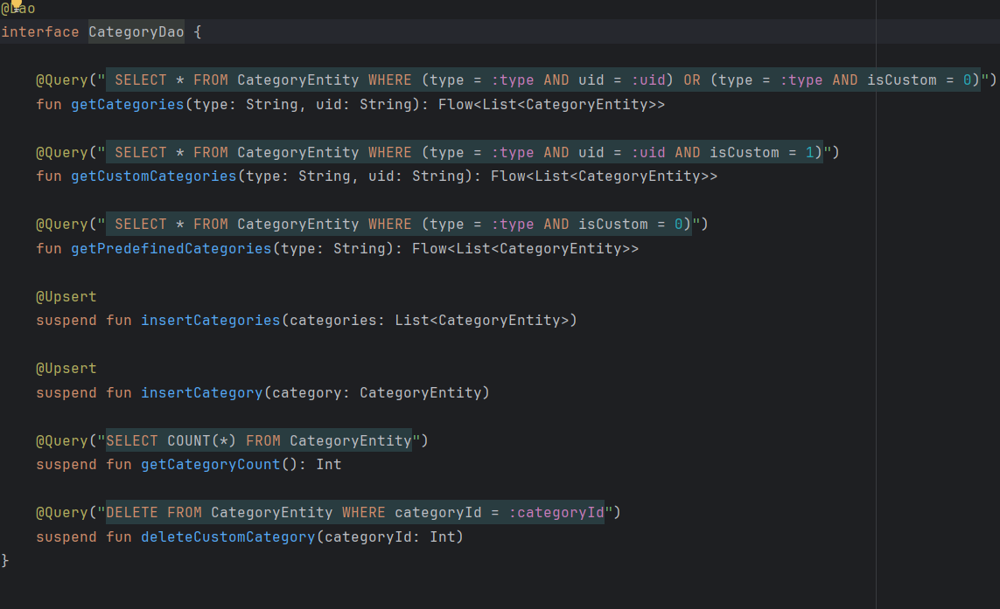 @Dao
interface CategoryDao {
@Query(" SELECT * FROM CategoryEntity WHERE (type = :type AND uid = :uid) OR (type = :type AND isCustom = 0)")
fun getCategories(type: String, uid: String): Flow<List<CategoryEntity>>
@Query(" SELECT * FROM CategoryEntity WHERE (type = :type AND uid = :uid AND isCustom = 1)")
fun getCustomCategories(type: String, uid: String): Flow<List<CategoryEntity>>
@Query(" SELECT * FROM CategoryEntity WHERE (type = :type AND isCustom = 0)")
fun getPredefinedCategories(type: String): Flow<List<CategoryEntity>>
@Upsert
suspend fun insertCategories(categories: List<CategoryEntity>)
@Upsert
suspend fun insertCategory(category: CategoryEntity)
@Query("SELECT COUNT(*) FROM CategoryEntity")
suspend fun getCategoryCount(): Int
@Query("DELETE FROM CategoryEntity WHERE categoryId = :categoryId")
suspend fun deleteCustomCategory(categoryId: Int)
}